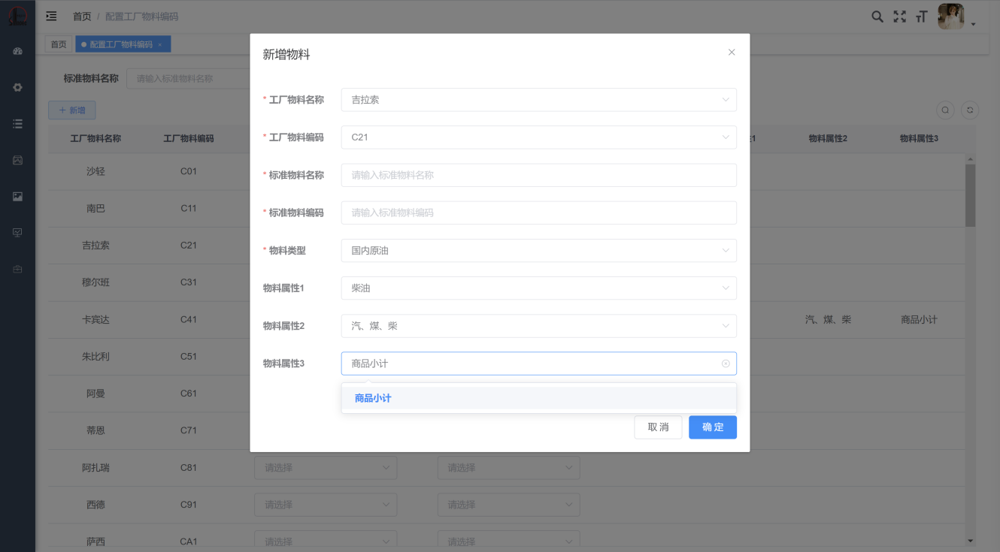 首页 / 配置工厂物料编码
首页 配置工厂物料编码 ×
标准物料名称 请输入标准物料名称
+ 新增
工厂物料名称 工厂物料编码 物料属性2 物料属性3
沙轻 C01
南巴 C11
吉拉索 C21
穆尔班 C31
卡宾达 C41 汽、煤、柴 商品小计
朱比利 C51
阿曼 C61
蒂恩 C71
阿扎瑞 C81 请选择 请选择
西德 C91 请选择 请选择
萨西 CA1 请选择 请选择
新增物料
* 工厂物料名称 吉拉索
* 工厂物料编码 C21
* 标准物料名称 请输入标准物料名称
* 标准物料编码 请输入标准物料编码
* 物料类型 国内原油
物料属性1 柴油
物料属性2 汽、煤、柴
物料属性3 商品小计
商品小计
取 消 确 定